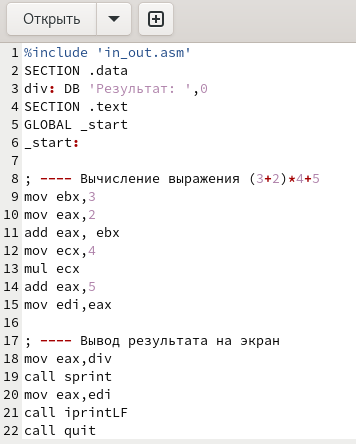 Открыть
1 %include 'in_out.asm'
2 SECTION .data
3 div: DB 'Результат: ',0
4 SECTION .text
5 GLOBAL _start
6 _start:
7
8 ; ---- Вычисление выражения (3+2)*4+5
9 mov ebx,3
10 mov eax,2
11 add eax, ebx
12 mov ecx,4
13 mul ecx
14 add eax,5
15 mov edi,eax
16
17 ; ---- Вывод результата на экран
18 mov eax,div
19 call sprint
20 mov eax,edi
21 call iprintLF
22 call quit